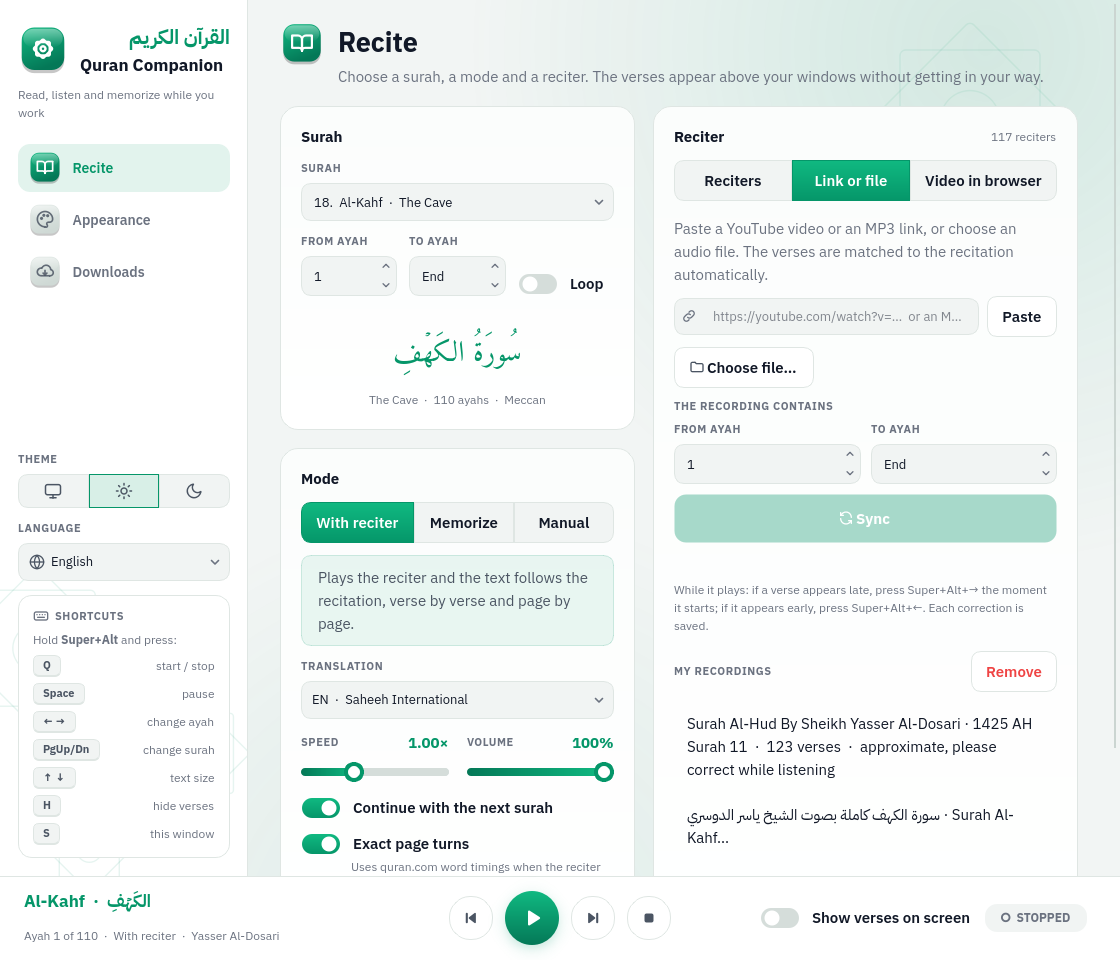 القرآن الكريم
Quran Companion
Read, listen and memorize while you
work
Recite
Appearance
Downloads
THEME
LANGUAGE
English
SHORTCUTS
Hold Super+Alt and press:
Q start / stop
Space pause
← → change ayah
PgUp/Dn change surah
↑ ↓ text size
H hide verses
S this window
Recite
Choose a surah, a mode and a reciter. The verses appear above your windows without getting in your way.
Surah
SURAH
18. Al-Kahf · The Cave
FROM AYAH TO AYAH
1 End Loop
سُورَةُ الكَهْفِ
The Cave · 110 ayahs · Meccan
Mode
With reciter Memorize Manual
Plays the reciter and the text follows the
recitation, verse by verse and page by
page.
TRANSLATION
EN · Saheeh International
SPEED 1.00× VOLUME 100%
Continue with the next surah
Exact page turns
Uses quran.com word timings when the reciter
Reciter 117 reciters
Reciters Link or file Video in browser
Paste a YouTube video or an MP3 link, or choose an
audio file. The verses are matched to the recitation
automatically.
https://youtube.com/watch?v=… or an M… Paste
Choose file…
THE RECORDING CONTAINS
FROM AYAH TO AYAH
1 End
Sync
While it plays: if a verse appears late, press Super+Alt+→ the moment
it starts; if it appears early, press Super+Alt+←. Each correction is
saved.
MY RECORDINGS Remove
Surah Al-Hud By Sheikh Yasser Al-Dosari · 1425 AH
Surah 11 · 123 verses · approximate, please
correct while listening
سورة الكهف كاملة بصوت الشيخ ياسر الدوسري · Surah Al-
Kahf…
Al-Kahf · الكَهْفِ
Ayah 1 of 110 · With reciter · Yasser Al-Dosari
Show verses on screen STOPPED